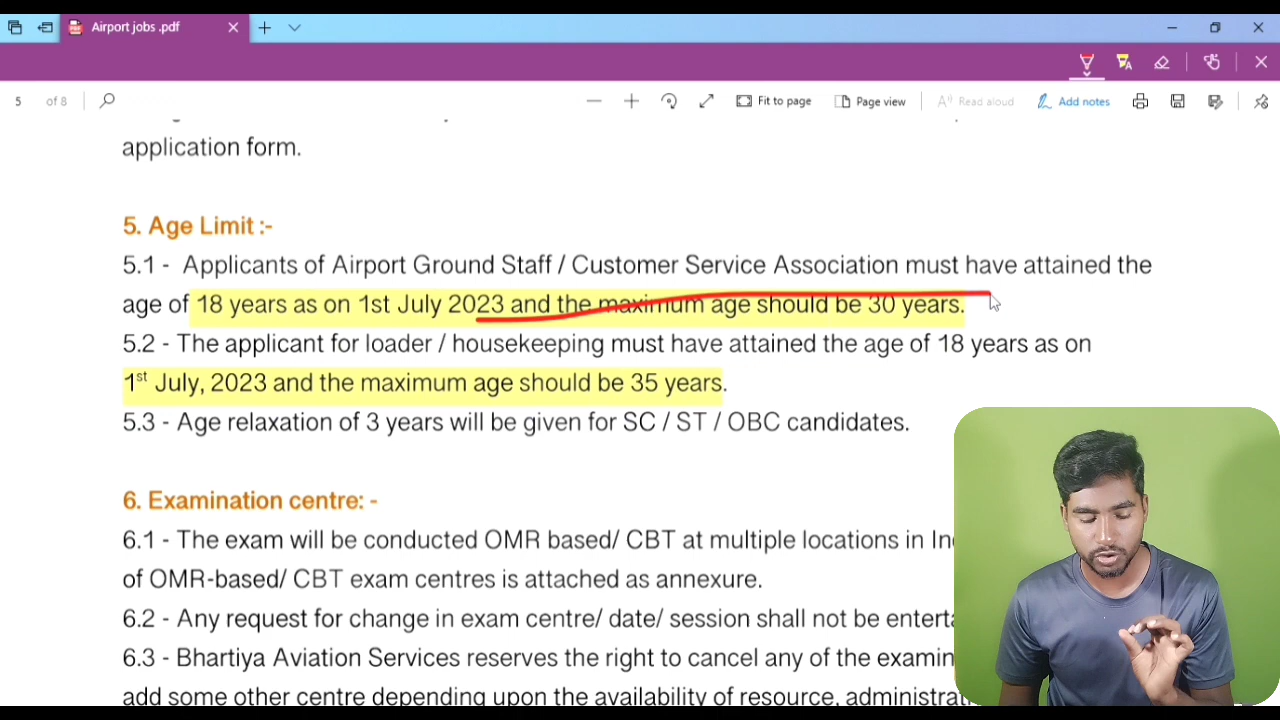 Airport jobs .pdf
5 of 8
Fit to page
Page view
Read aloud
Add notes
application form.
5. Age Limit :-
5.1 - Applicants of Airport Ground Staff / Customer Service Association must have attained the
age of 18 years as on 1st July 2023 and the maximum age should be 30 years.
5.2 - The applicant for loader / housekeeping must have attained the age of 18 years as on
1st July, 2023 and the maximum age should be 35 years.
5.3 - Age relaxation of 3 years will be given for SC / ST / OBC candidates.
6. Examination centre: -
6.1 - The exam will be conducted OMR based/ CBT at multiple locations in
of OMR-based/ CBT exam centres is attached as annexure.
6.2 - Any request for change in exam centre/ date/ session shall not be
6.3 - Bhartiya Aviation Services reserves the right to cancel any of the
add some other centre depending upon the availability of resource,